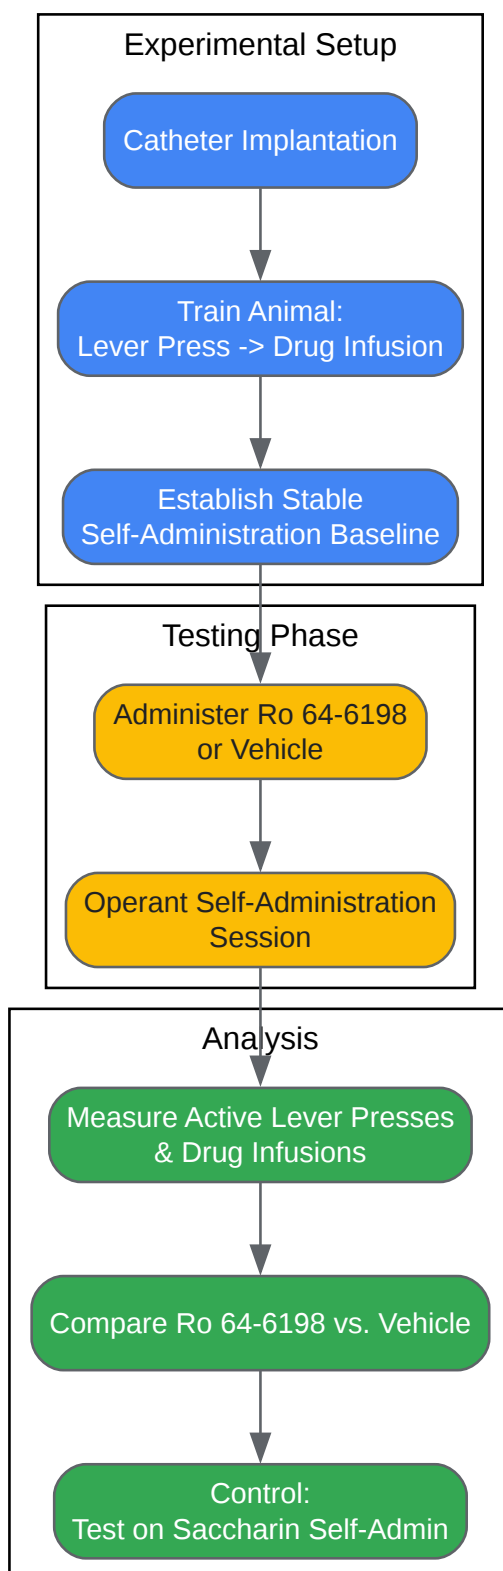 Experimental Setup
Catheter Implantation
Train Animal:
Lever Press -> Drug Infusion
Establish Stable
Self-Administration Baseline
Testing Phase
Administer Ro 64-6198
or Vehicle
Operant Self-Administration
Session
Analysis
Measure Active Lever Presses
& Drug Infusions
Compare Ro 64-6198 vs. Vehicle
Control:
Test on Saccharin Self-Admin